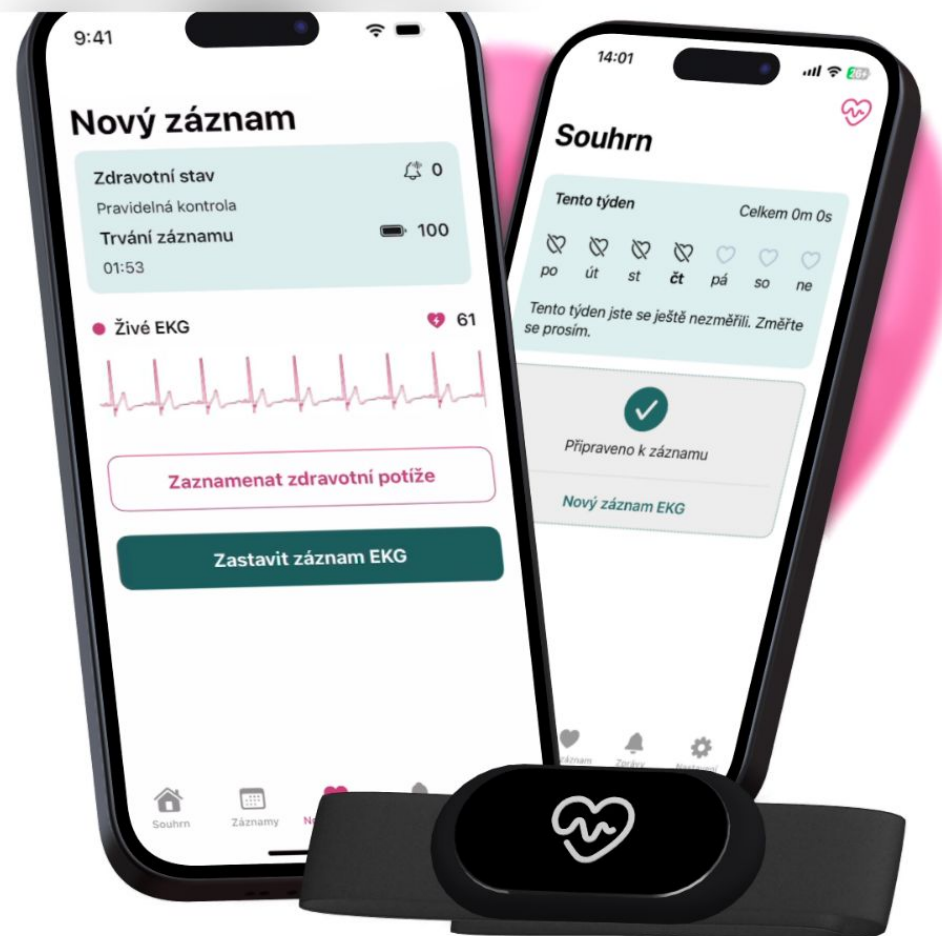 9:41
Nový záznam
Zdravotní stav
0
Pravidelná kontrola
Trvání záznamu
100
01:53
Živé EKG
61
Zaznamenat zdravotní potíže
Zastavit záznam EKG
Souhrn
Záznamy
14:01
26+
Souhrn
Tento týden
Celkem 0m 0s
po út st čt pá so ne
Tento týden jste se ještě nezměřili. Změřte
se prosím.
Připraveno k záznamu
Nový záznam EKG
Zprávy